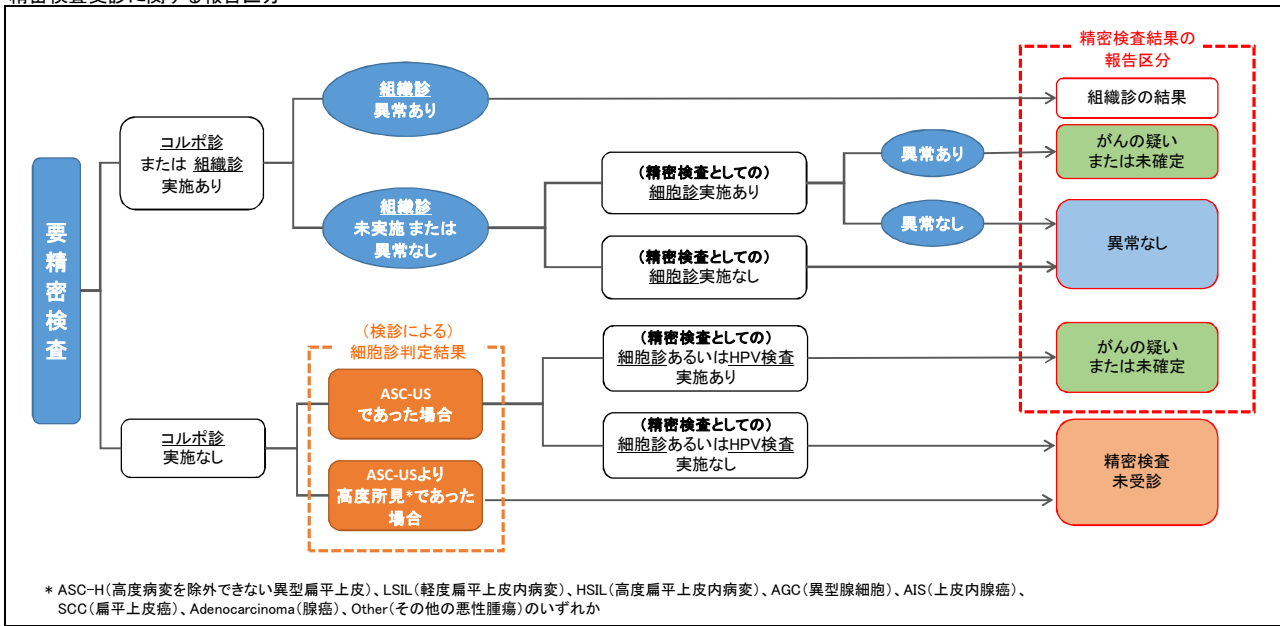 精密検査受診に関する報告区分
精密検査結果の
報告区分
要精密検査
コルポ診
または 組織診
実施あり
組織診
異常あり
組織診の結果
組織診
未実施 または
異常なし
(精密検査としての)
細胞診実施あり
異常あり
がんの疑い
または未確定
異常なし
異常なし
(精密検査としての)
細胞診実施なし
コルポ診
実施なし
(検診による)
細胞診判定結果
ASC-US
であった場合
(精密検査としての)
細胞診あるいはHPV検査
実施あり
がんの疑い
または未確定
(精密検査としての)
細胞診あるいはHPV検査
実施なし
ASC-USより
高度所見*であった
場合
精密検査
未受診
* ASC-H(高度病変を除外できない異型扁平上皮)、LSIL(軽度扁平上皮内病変)、HSIL(高度扁平上皮内病変)、AGC(異型腺細胞)、AIS(上皮内腺癌)、
SCC(扁平上皮癌)、Adenocarcinoma(腺癌)、Other(その他の悪性腫瘍)のいずれか